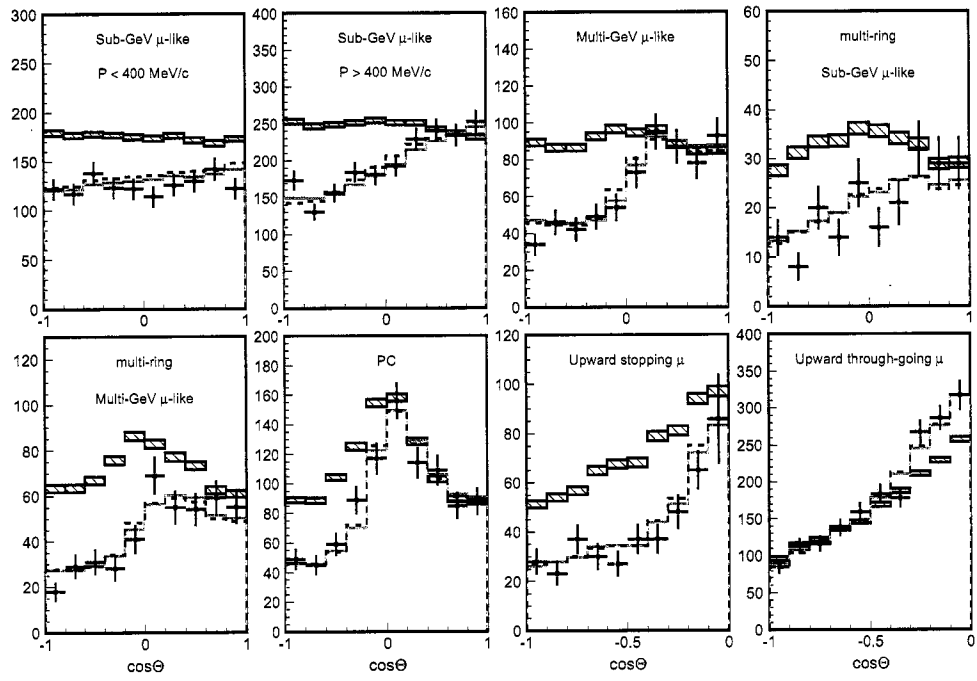 Sub-GeV μ-like
P < 400 MeV/c
300
250
200
150
100
50
0
-1 0 1
Sub-GeV μ-like
P > 400 MeV/c
400
350
300
250
200
150
100
50
0
-1 0 1
Multi-GeV μ-like
160
140
120
100
80
60
40
20
0
-1 0 1
multi-ring
Sub-GeV μ-like
60
50
40
30
20
10
0
-1 0 1
multi-ring
Multi-GeV μ-like
120
100
80
60
40
20
0
-1 0 1
cosΘ
PC
200
180
160
140
120
100
80
60
40
20
0
-1 0 1
cosΘ
Upward stopping μ
120
100
80
60
40
20
0
-1 -0.5 0
cosΘ
Upward through-going μ
400
350
300
250
200
150
100
50
0
-1 -0.5 0
cosΘ